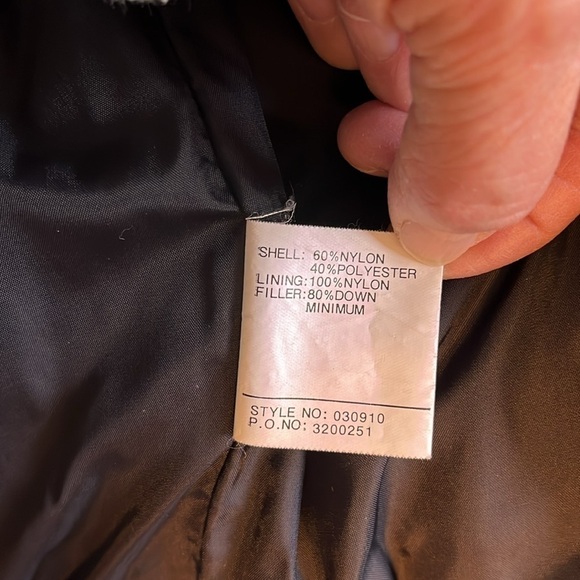 SHELL: 60%NYLON
40%POLYESTER
LINING:100%NYLON
FILLER:80%DOWN
MINIMUM
STYLE NO: 030910
P.O.NO: 3200251